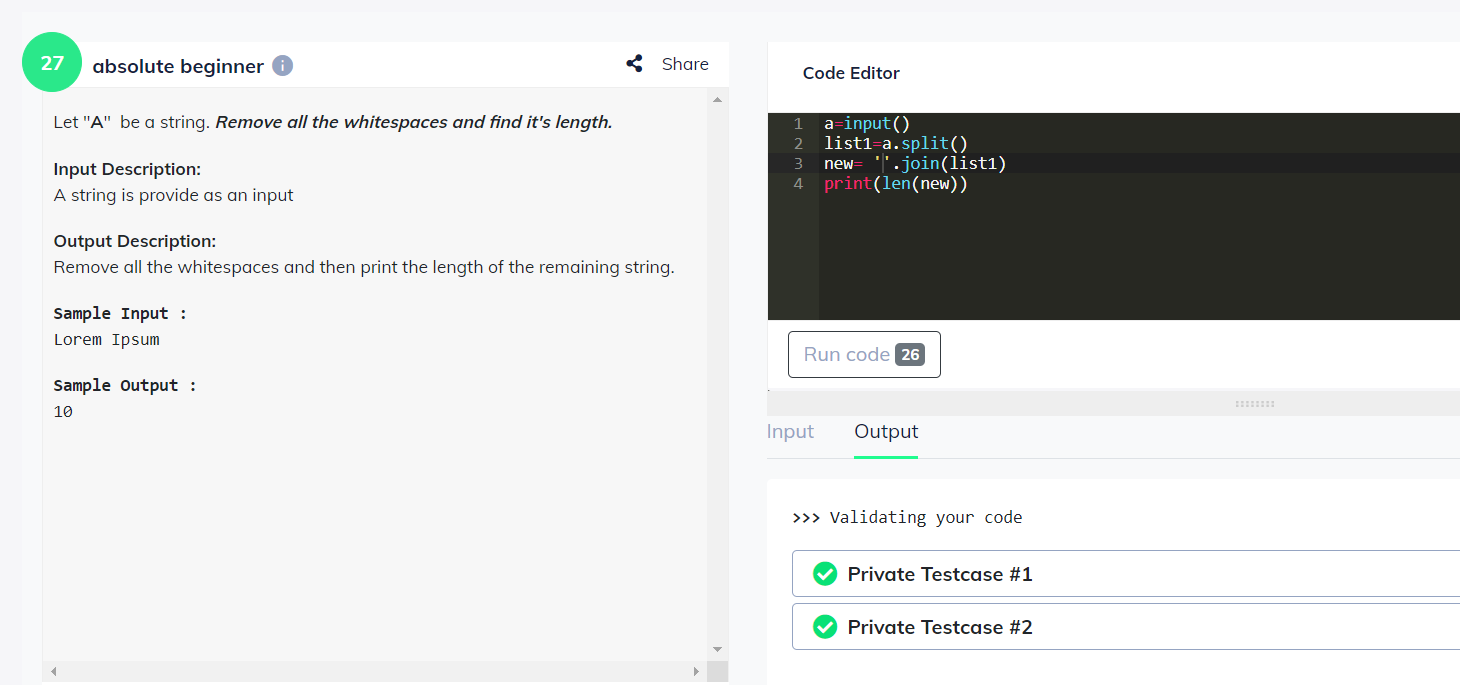 27
absolute beginner i
Share
Let "A" be a string. Remove all the whitespaces and find it's length.
Input Description:
A string is provide as an input
Output Description:
Remove all the whitespaces and then print the length of the remaining string.
Sample Input :
Lorem Ipsum
Sample Output :
10
Code Editor
1 a=input()
2 list1=a.split()
3 new= ''.join(list1)
4 print(len(new))
Run code 26
Input Output
>>> Validating your code
Private Testcase #1
Private Testcase #2